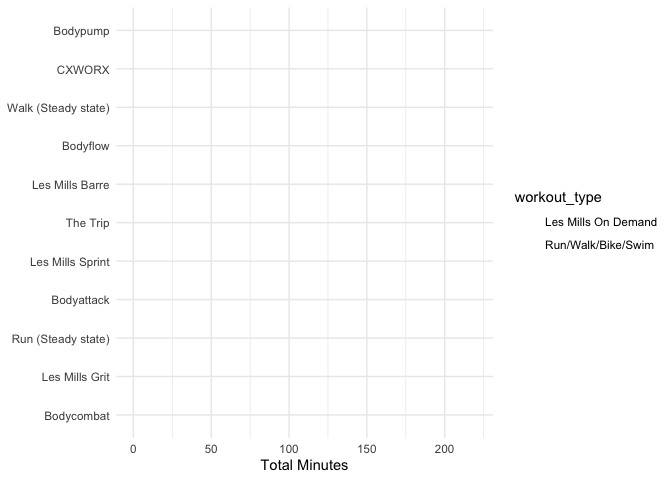 Bodypump
CXWORX
Walk (Steady state)
Bodyflow
Les Mills Barre
The Trip
Les Mills Sprint
Bodyattack
Run (Steady state)
Les Mills Grit
Bodycombat
0 50 100 150 200
Total Minutes
workout_type
Les Mills On Demand
Run/Walk/Bike/Swim